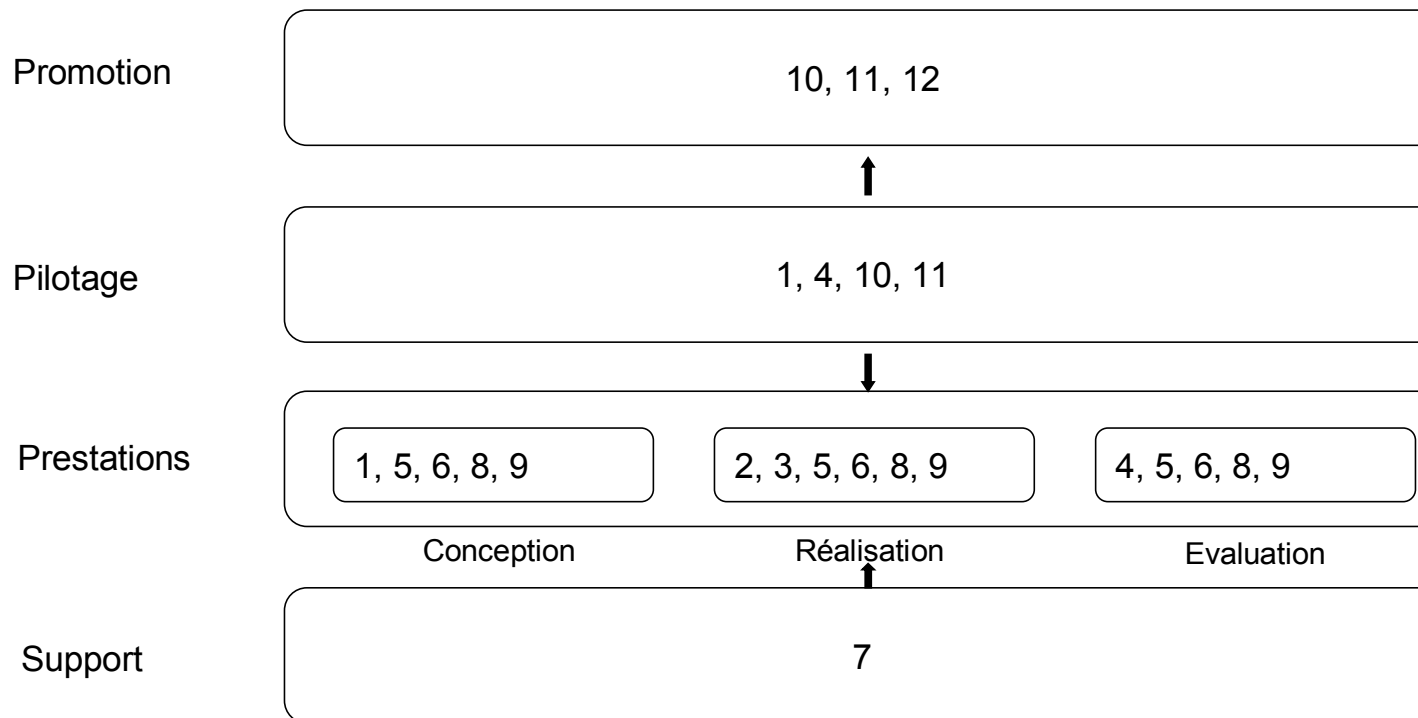 Promotion
10, 11, 12
Pilotage
1, 4, 10, 11
Prestations
1, 5, 6, 8, 9
2, 3, 5, 6, 8, 9
4, 5, 6, 8, 9
Conception
Réalisation
Evaluation
Support
7